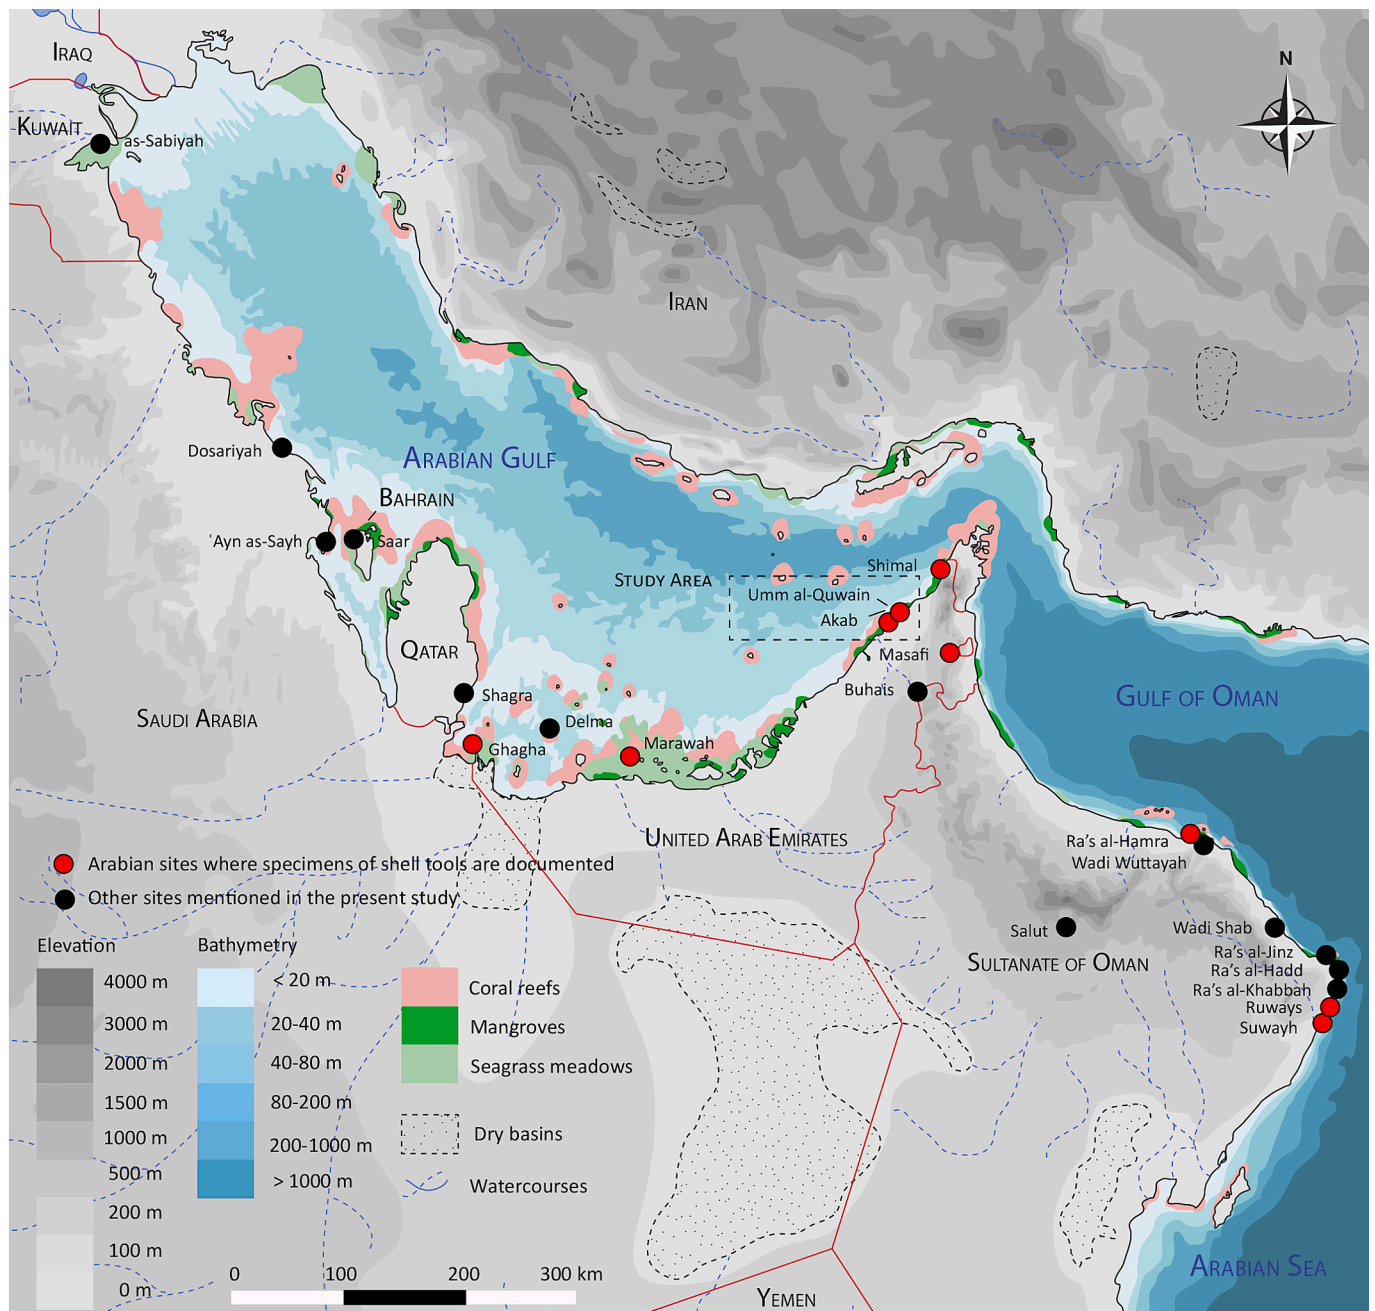 IRAQ
N
KUWAIT
as-Sabiyah
IRAN
Dosariyah
ARABIAN GULF
BAHRAIN
‘Ayn as-Sayh
Saar
Shimal
STUDY AREA
Umm al-Quwain
Akab
QATAR
Masafi
Buhais
Shagra
GULF OF OMAN
SAUDI ARABIA
Delma
Ghagha
Marawah
UNITED ARAB EMIRATES
Ra's al-Hamra
Wadi Wuttayah
Arabian sites where specimens of shell tools are documented
Other sites mentioned in the present study
Salut
Wadi Shab
SULTANATE OF OMAN
Ra's al-Jinz
Ra's al-Hadd
Ra's al-Khabbah
Ruways
Suwayh
Elevation
4000 m
3000 m
2000 m
1500 m
1000 m
500 m
200 m
100 m
0 m
Bathymetry
< 20 m
20-40 m
40-80 m
80-200 m
200-1000 m
> 1000 m
Coral reefs
Mangroves
Seagrass meadows
Dry basins
Watercourses
0 100 200 300 km
YEMEN
ARABIAN SEA